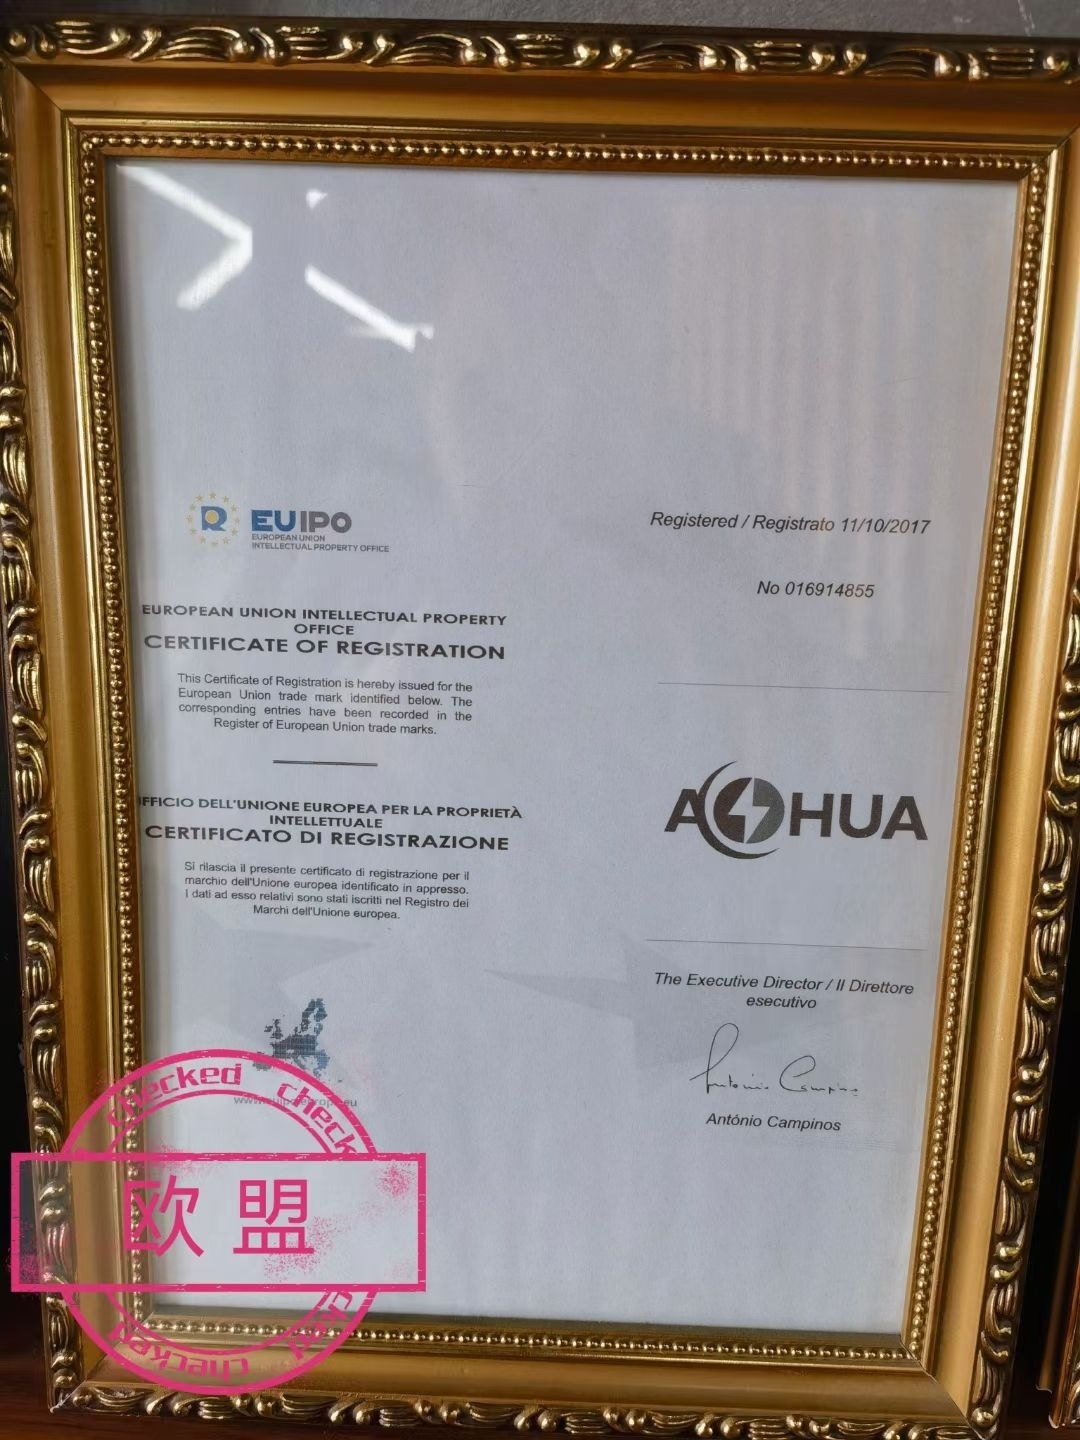 EUIPO
EUROPEAN UNION
INTELLECTUAL PROPERTY OFFICE
EUROPEAN UNION INTELLECTUAL PROPERTY
OFFICE
CERTIFICATE OF REGISTRATION
This Certificate of Registration is hereby issued for the
European Union trade mark identified below. The
corresponding entries have been recorded in the
Register of European Union trade marks.
UFFICIO DELL'UNIONE EUROPEA PER LA PROPRIETÀ
INTELLETTUALE
CERTIFICATO DI REGISTRAZIONE
Si rilascia il presente certificato di registrazione per il
marchio dell'Unione europea identificato in appresso.
I dati ad esso relativi sono stati iscritti nel Registro dei
Marchi dell'Unione europea.
Registered / Registrato 11/10/2017
No 016914855
AOHUA
The Executive Director / Il Direttore
esecutivo
António Campinos
António Campinos
checked check
欧盟
checked